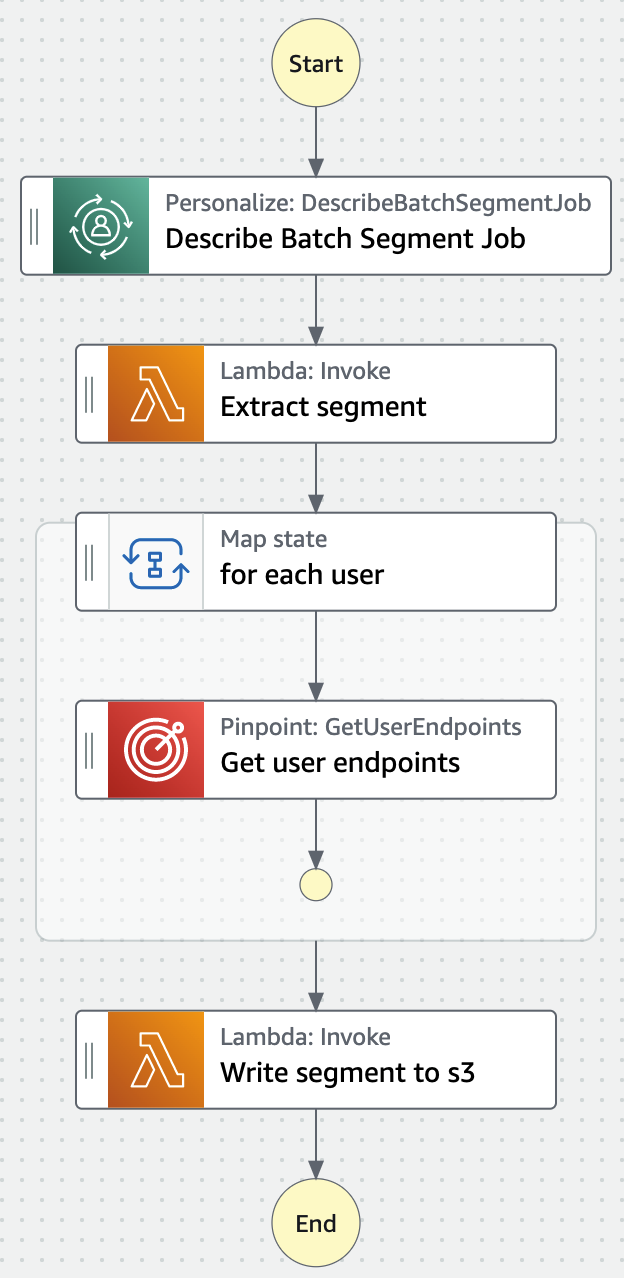 Start
Personalize: DescribeBatchSegmentJob
Describe Batch Segment Job
Lambda: Invoke
Extract segment
Map state
for each user
Pinpoint: GetUserEndpoints
Get user endpoints
Lambda: Invoke
Write segment to s3
End